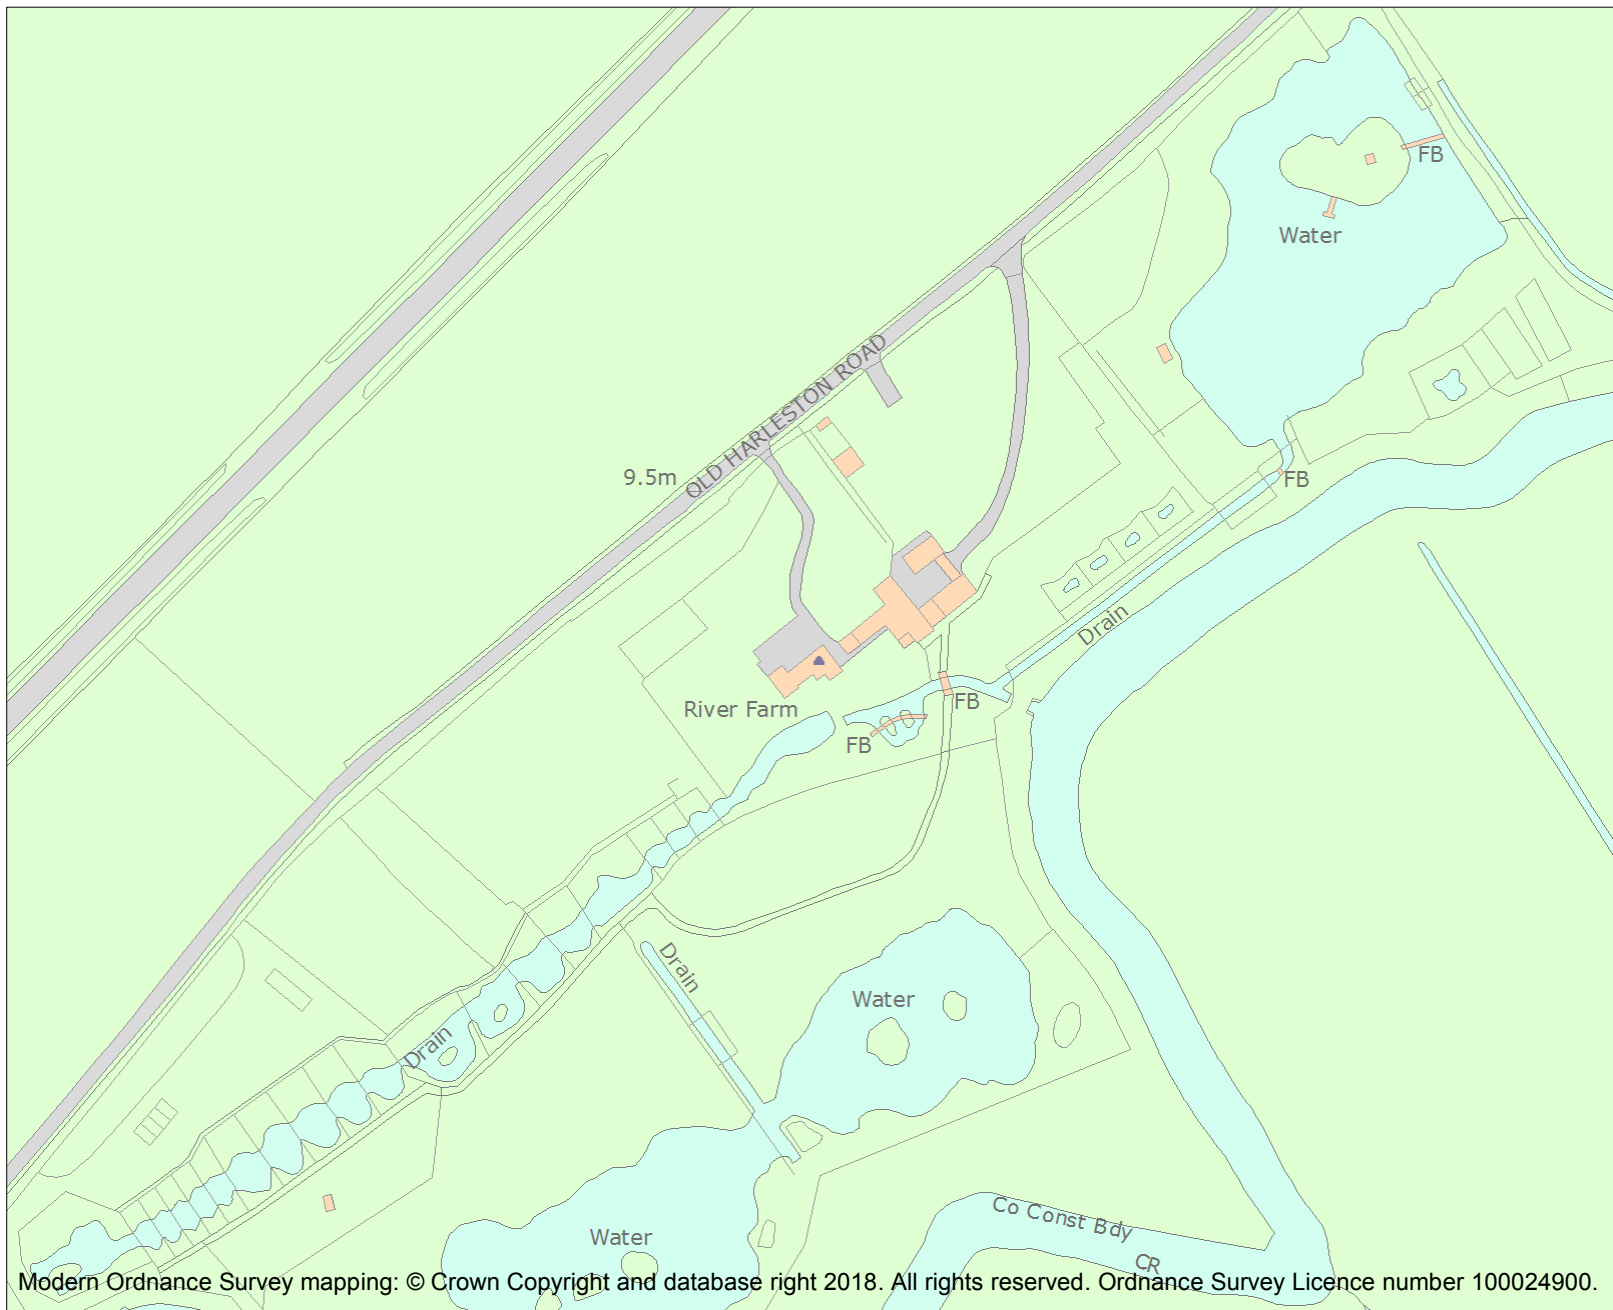 FB
Water
OLD HARLESTON ROAD
9.5m
FB
Drain
River Farm
FB
FB
Drain
Water
Drain
Co Const Bdy
Water
CR
Modern Ordnance Survey mapping: © Crown Copyright and database right 2018. All rights reserved. Ordnance Survey Licence number 100024900.